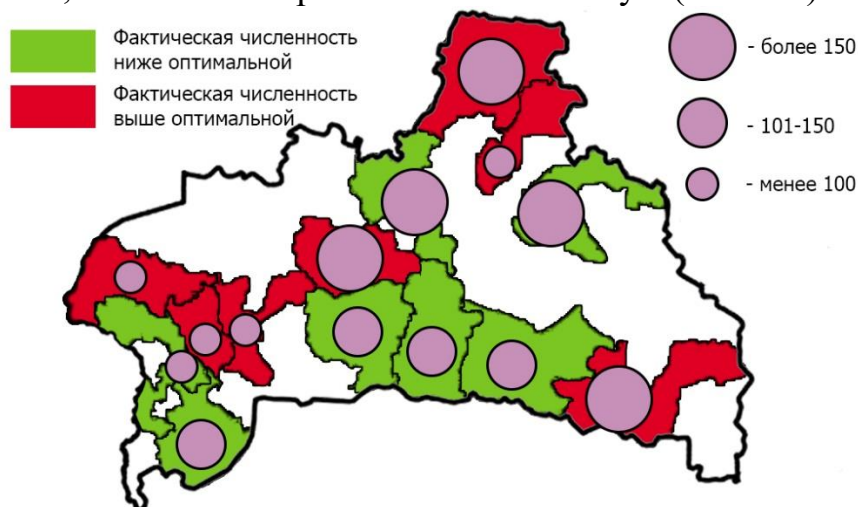 Фактическая численность
ниже оптимальной
Фактическая численность
выше оптимальной
- более 150
- 101-150
- менее 100